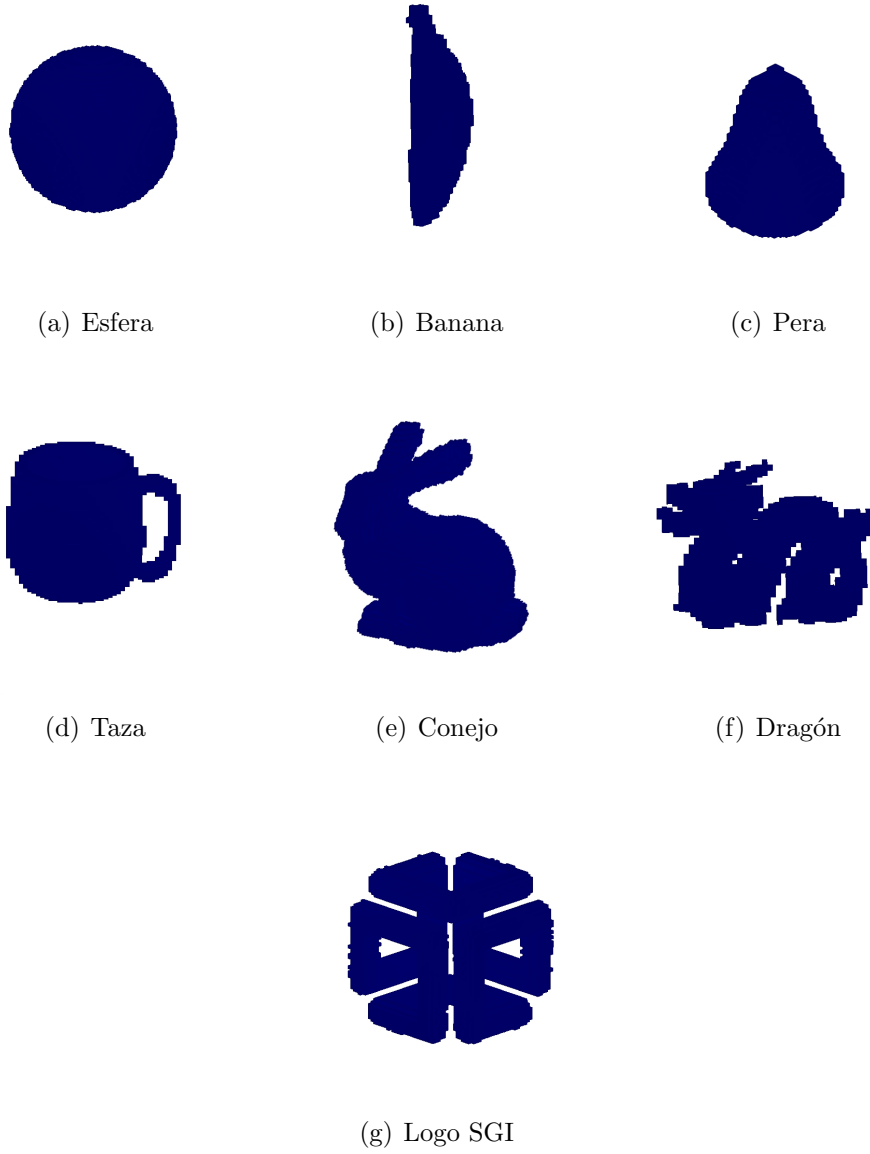 (a) Esfera
(b) Banana
(c) Pera
(d) Taza
(e) Conejo
(f) Dragón
(g) Logo SGI